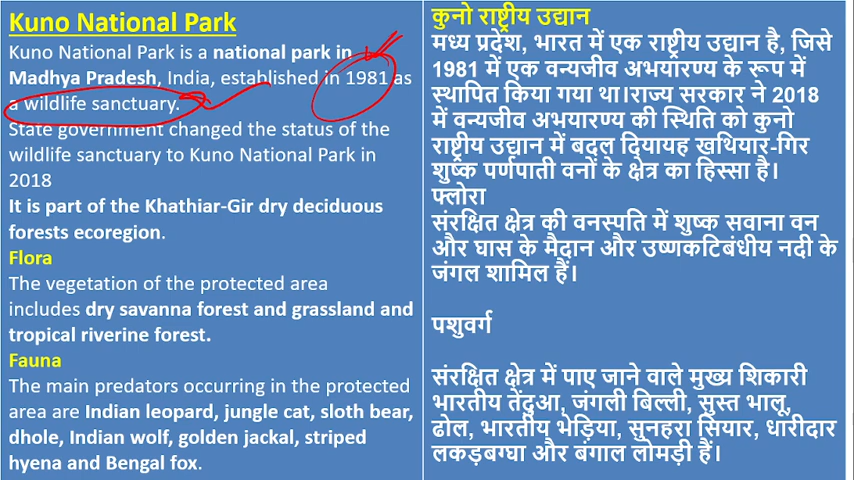 Kuno National Park
Kuno National Park is a national park in
Madhya Pradesh, India, established in 1981 as
a wildlife sanctuary.
State government changed the status of the
wildlife sanctuary to Kuno National Park in
2018
It is part of the Khathiar-Gir dry deciduous
forests ecoregion.
Flora
The vegetation of the protected area
includes dry savanna forest and grassland and
tropical riverine forest.
Fauna
The main predators occurring in the protected
area are Indian leopard, jungle cat, sloth bear,
dhole, Indian wolf, golden jackal, striped
hyena and Bengal fox.
कुनो राष्ट्रीय उद्यान
मध्य प्रदेश, भारत में एक राष्ट्रीय उद्यान है, जिसे
1981 में एक वन्यजीव अभयारण्य के रूप में
स्थापित किया गया था।राज्य सरकार ने 2018
में वन्यजीव अभयारण्य की स्थिति को कुनो
राष्ट्रीय उद्यान में बदल दियायह खथियार-गिर
शुष्क पर्णपाती वनों के क्षेत्र का हिस्सा है।
फ्लोरा
संरक्षित क्षेत्र की वनस्पति में शुष्क सवाना वन
और घास के मैदान और उष्णकटिबंधीय नदी के
जंगल शामिल हैं।
पशुवर्ग
संरक्षित क्षेत्र में पाए जाने वाले मुख्य शिकारी
भारतीय तेंदुआ, जंगली बिल्ली, सुस्त भालू,
ढोल, भारतीय भेड़िया, सुनहरा सियार, धारीदार
लकड़बग्घा और बंगाल लोमड़ी हैं।